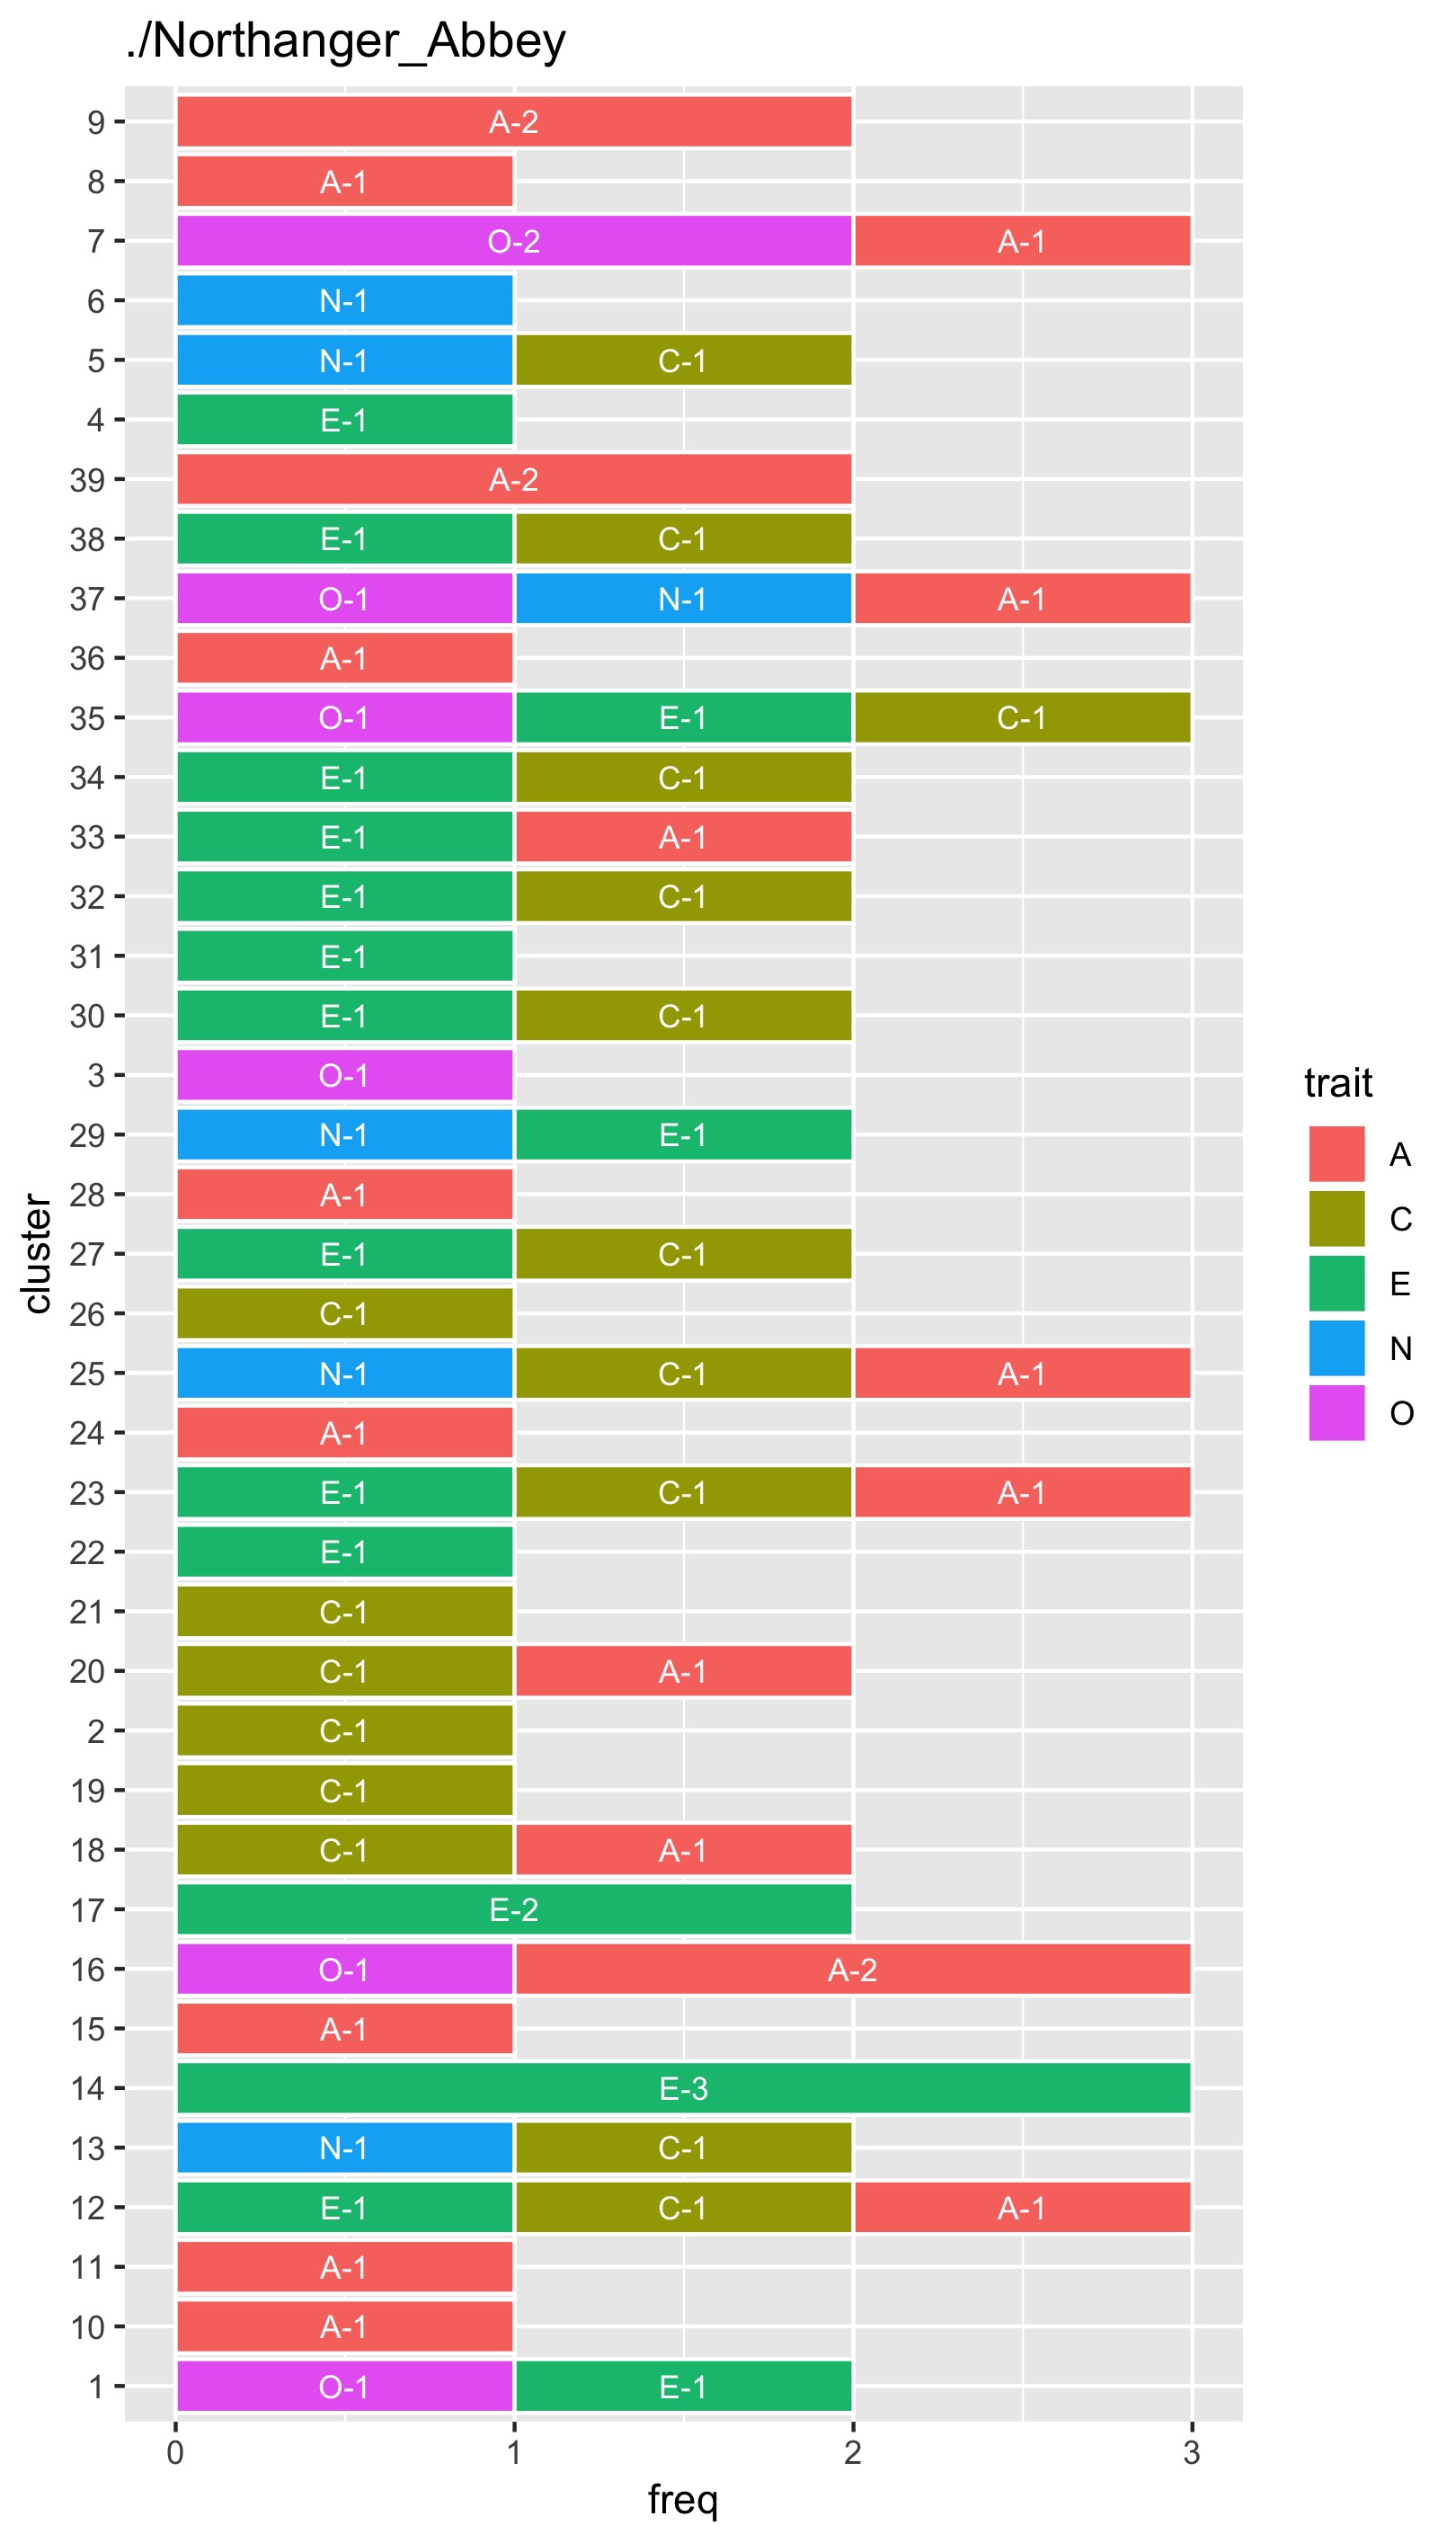 ./Northanger_Abbey
9 A-2
8 A-1
7 O-2 A-1
6 N-1
5 N-1 C-1
4 E-1
39 A-2
38 E-1 C-1
37 O-1 N-1 A-1
36 A-1
35 O-1 E-1 C-1
34 E-1 C-1
33 E-1 A-1
32 E-1 C-1
31 E-1
30 E-1 C-1
3 O-1
29 N-1 E-1
28 A-1
27 E-1 C-1
26 C-1
25 N-1 C-1 A-1
24 A-1
23 E-1 C-1 A-1
22 E-1
21 C-1
20 C-1 A-1
2 C-1
19 C-1
18 C-1 A-1
17 E-2
16 O-1 A-2
15 A-1
14 E-3
13 N-1 C-1
12 E-1 C-1 A-1
11 A-1
10 A-1
1 O-1 E-1
0 1 2 3
freq
cluster
trait
A
C
E
N
O